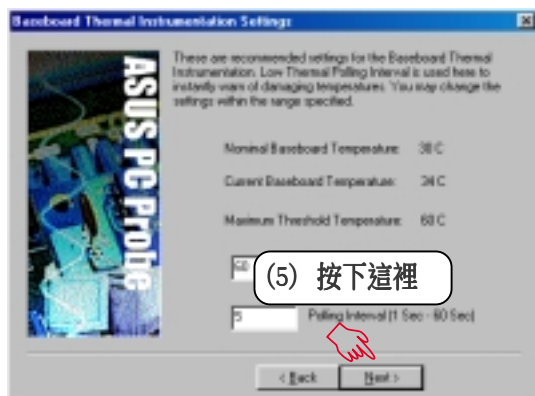 Baseboard Thermal Instrumentation Settings
ASUS PC Probe
These are recommended settings for the Baseboard Thermal
Instrumentation. Low Thermal Polling Interval is used here to
instantly warn of damaging temperatures. You may change the
settings within the range specified.
Nominal Baseboard Temperature: 30 C
Current Baseboard Temperature: 34 C
Maximum Threshold Temperature: 60 C
60
(5) 按下這裡
5 Polling Interval (1 Sec - 60 Sec)
< Back Next >